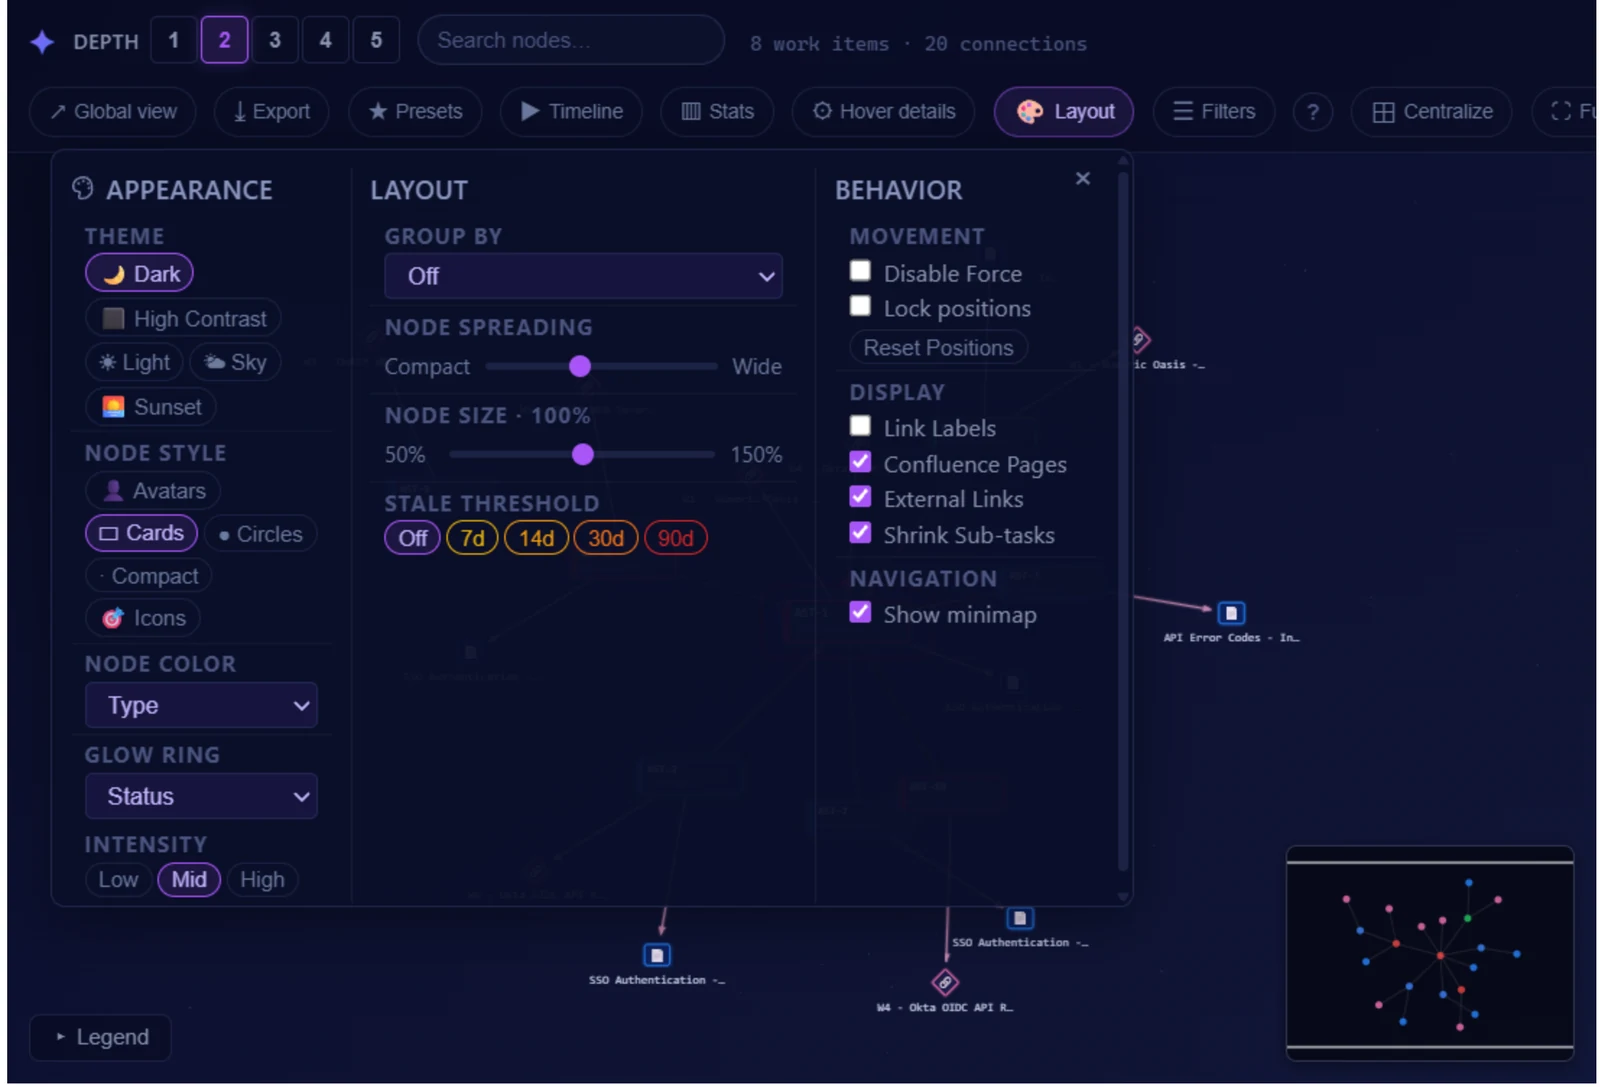 DEPTH 1 2 3 4 5 Search nodes... 8 work items · 20 connections
Global view Export Presets Timeline Stats Hover details Layout Filters ? Centralize Fu
APPEARANCE
THEME
Dark
High Contrast
Light Sky
Sunset
NODE STYLE
Avatars
Cards Circles
Compact
Icons
NODE COLOR
Type
GLOW RING
Status
INTENSITY
Low Mid High
LAYOUT
GROUP BY
Off
NODE SPREADING
Compact Wide
NODE SIZE · 100%
50% 150%
STALE THRESHOLD
Off 7d 14d 30d 90d
BEHAVIOR
MOVEMENT
Disable Force
Lock positions
Reset Positions
DISPLAY
Link Labels
Confluence Pages
External Links
Shrink Sub-tasks
NAVIGATION
Show minimap
ic Oasis -…
API Error Codes - In…
SSO Authentication -…
SSO Authentication -…
W4 - Okta OIDC API R…
Legend